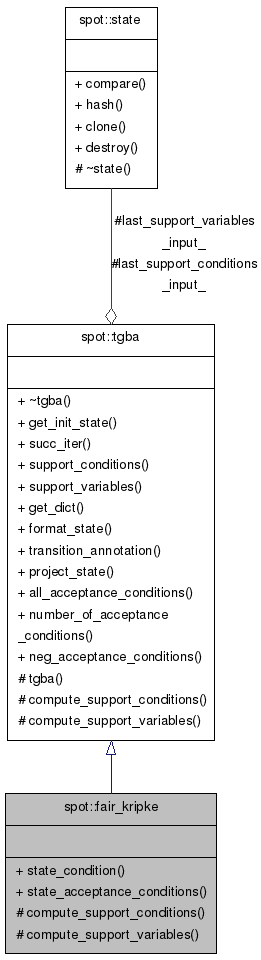 spot::state
+ compare()
+ hash()
+ clone()
+ destroy()
# ~state()
#last_support_variables
_input_
#last_support_conditions
_input_
spot::tgba
+ ~tgba()
+ get_init_state()
+ succ_iter()
+ support_conditions()
+ support_variables()
+ get_dict()
+ format_state()
+ transition_annotation()
+ project_state()
+ all_acceptance_conditions()
+ number_of_acceptance
_conditions()
+ neg_acceptance_conditions()
# tgba()
# compute_support_conditions()
# compute_support_variables()
spot::fair_kripke
+ state_condition()
+ state_acceptance_conditions()
# compute_support_conditions()
# compute_support_variables()